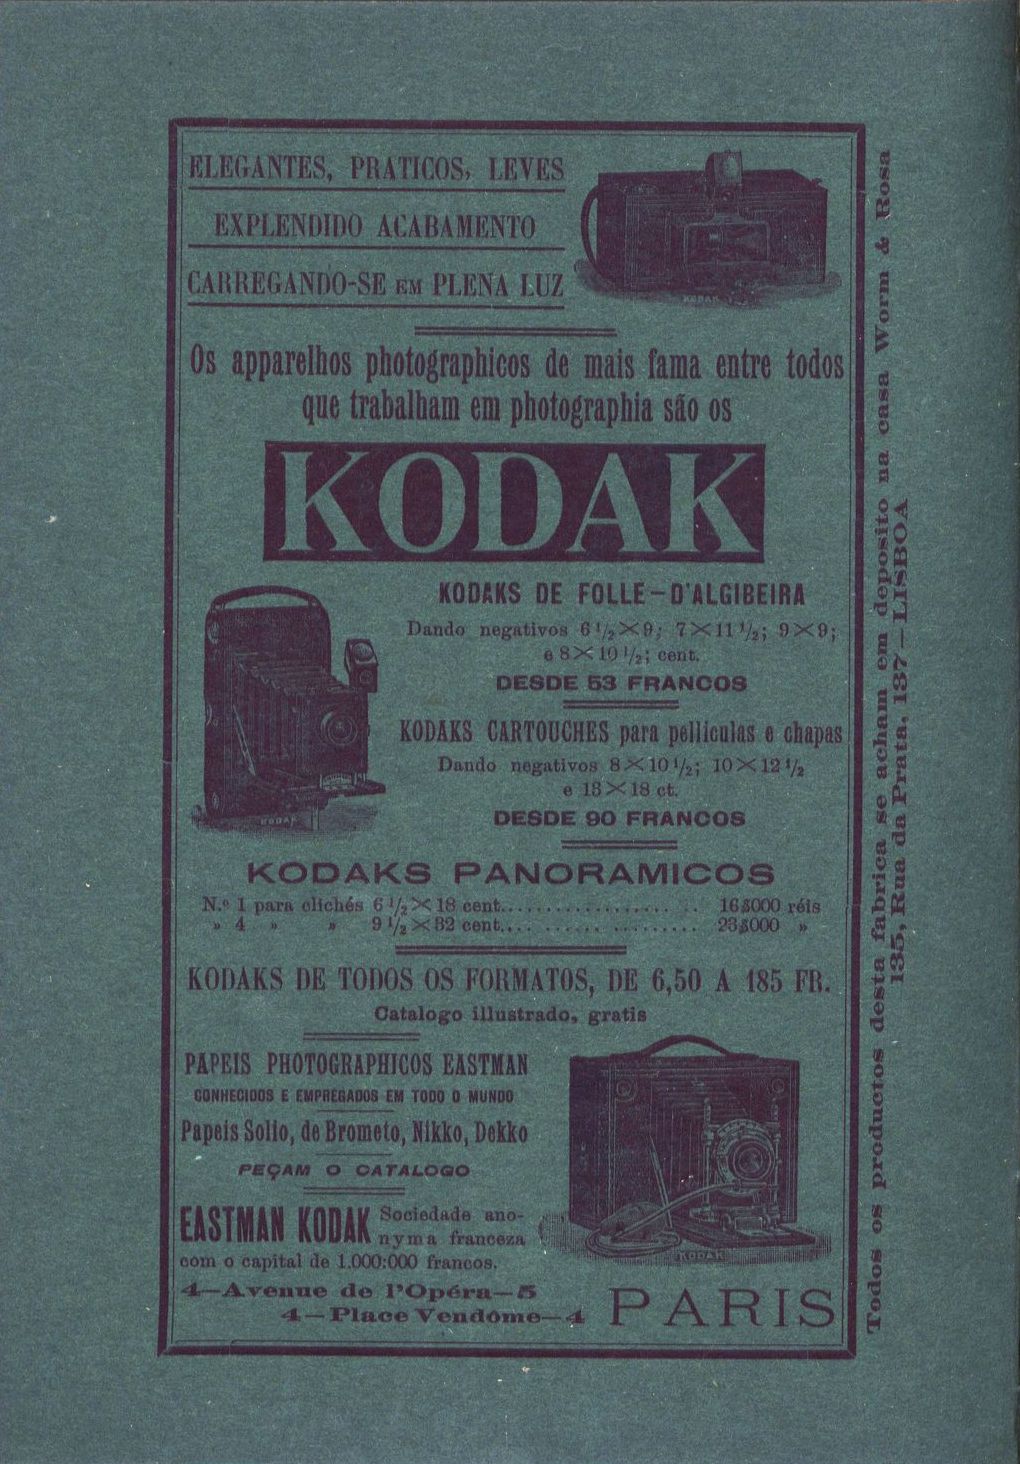 ELEGANTES, PRATICOS, LEVES
EXPLENDIDO ACABAMENTO
CARREGANDO-SE EM PLENA LUZ
KODAK
Os apparelhos photographicos de mais fama entre todos
que trabalham em photographia são os
KODAK
KODAKS DE FOLLE—D'ALGIBEIRA
Dando negativos 6 1/2×9; 7×11 1/2; 9×9;
e 8×10 1/2; cent.
DESDE 53 FRANCOS
KODAKS CARTOUCHES para pelliculas e chapas
Dando negativos 8×10 1/2; 10×12 1/2
e 13×18 ct.
DESDE 90 FRANCOS
KODAK
KODAKS PANORAMICOS
N.º 1 para clichés 6 1/2×18 cent. .................. 16$000 réis
» 4 » » 9 1/2×32 cent. .................. 23$000 »
KODAKS DE TODOS OS FORMATOS, DE 6,50 A 185 FR.
Catalogo illustrado, gratis
PAPEIS PHOTOGRAPHICOS EASTMAN
CONHECIDOS E EMPREGADOS EM TODO O MUNDO
Papeis Solio, de Brometo, Nikko, Dekko
PEÇAM O CATALOGO
EASTMAN KODAK Sociedade ano-
nyma franceza
com o capital de 1.000:000 francos.
4—Avenue de l'Opéra—5
4—Place Vendôme—4
PARIS
KODAK
Todos os productos desta fabrica se acham em deposito na casa Worm & Rosa
135, Rua da Prata, 137—LISBOA